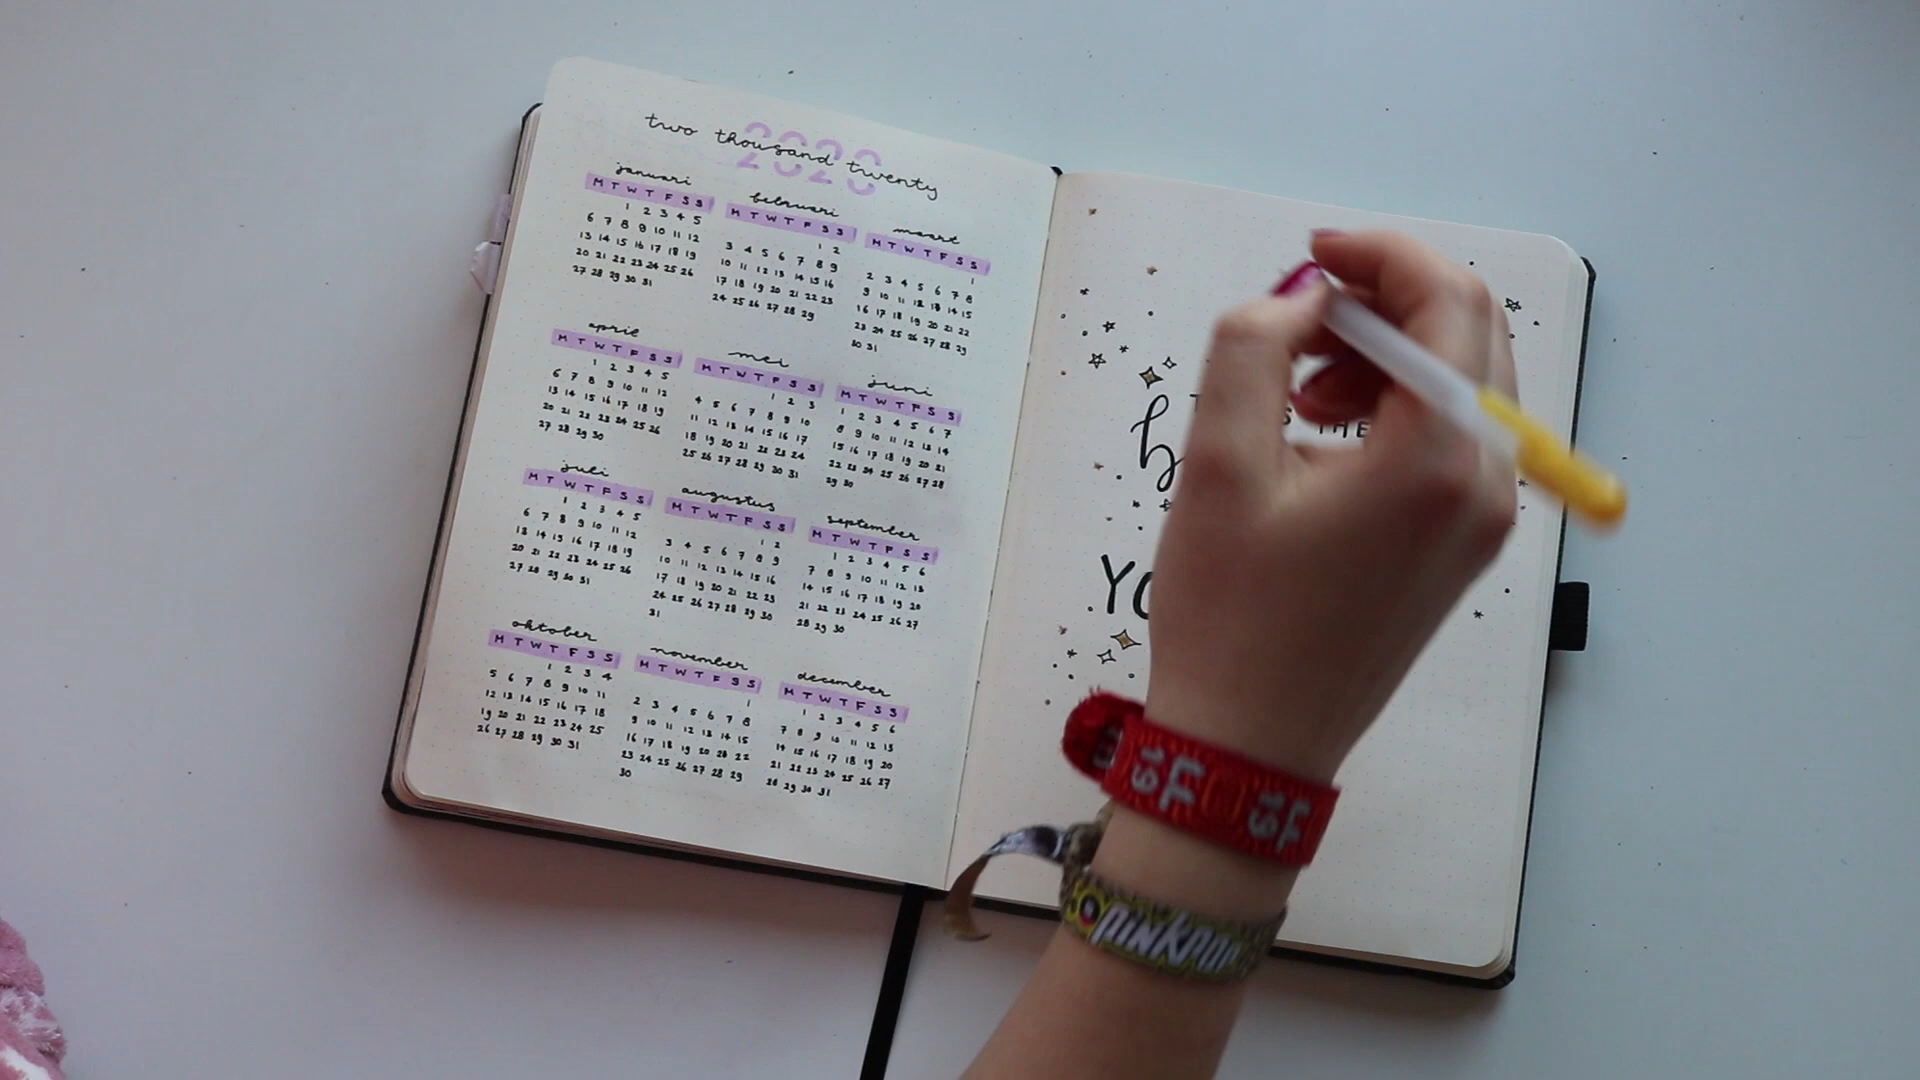 2020
two thousand twenty
januari
M T W T F S S
1 2 3 4 5
6 7 8 9 10 11 12
13 14 15 16 17 18 19
20 21 22 23 24 25 26
27 28 29 30 31
februari
M T W T F S S
1 2
3 4 5 6 7 8 9
10 11 12 13 14 15 16
17 18 19 20 21 22 23
24 25 26 27 28 29
maart
M T W T F S S
1
2 3 4 5 6 7 8
9 10 11 12 13 14 15
16 17 18 19 20 21 22
23 24 25 26 27 28 29
30 31
april
M T W T F S S
1 2 3 4 5
6 7 8 9 10 11 12
13 14 15 16 17 18 19
20 21 22 23 24 25 26
27 28 29 30
mei
M T W T F S S
1 2 3
4 5 6 7 8 9 10
11 12 13 14 15 16 17
18 19 20 21 22 23 24
25 26 27 28 29 30 31
juni
M T W T F S S
1 2 3 4 5 6 7
8 9 10 11 12 13 14
15 16 17 18 19 20 21
22 23 24 25 26 27 28
29 30
juli
M T W T F S S
1 2 3 4 5
6 7 8 9 10 11 12
13 14 15 16 17 18 19
20 21 22 23 24 25 26
27 28 29 30 31
augustus
M T W T F S S
1 2
3 4 5 6 7 8 9
10 11 12 13 14 15 16
17 18 19 20 21 22 23
24 25 26 27 28 29 30
31
september
M T W T F S S
1 2 3 4 5 6
7 8 9 10 11 12 13
14 15 16 17 18 19 20
21 22 23 24 25 26 27
28 29 30
oktober
M T W T F S S
1 2 3 4
5 6 7 8 9 10 11
12 13 14 15 16 17 18
19 20 21 22 23 24 25
26 27 28 29 30 31
november
M T W T F S S
1
2 3 4 5 6 7 8
9 10 11 12 13 14 15
16 17 18 19 20 21 22
23 24 25 26 27 28 29
30
december
M T W T F S S
1 2 3 4 5 6
7 8 9 10 11 12 13
14 15 16 17 18 19 20
21 22 23 24 25 26 27
28 29 30 31
THE
PINKPOP